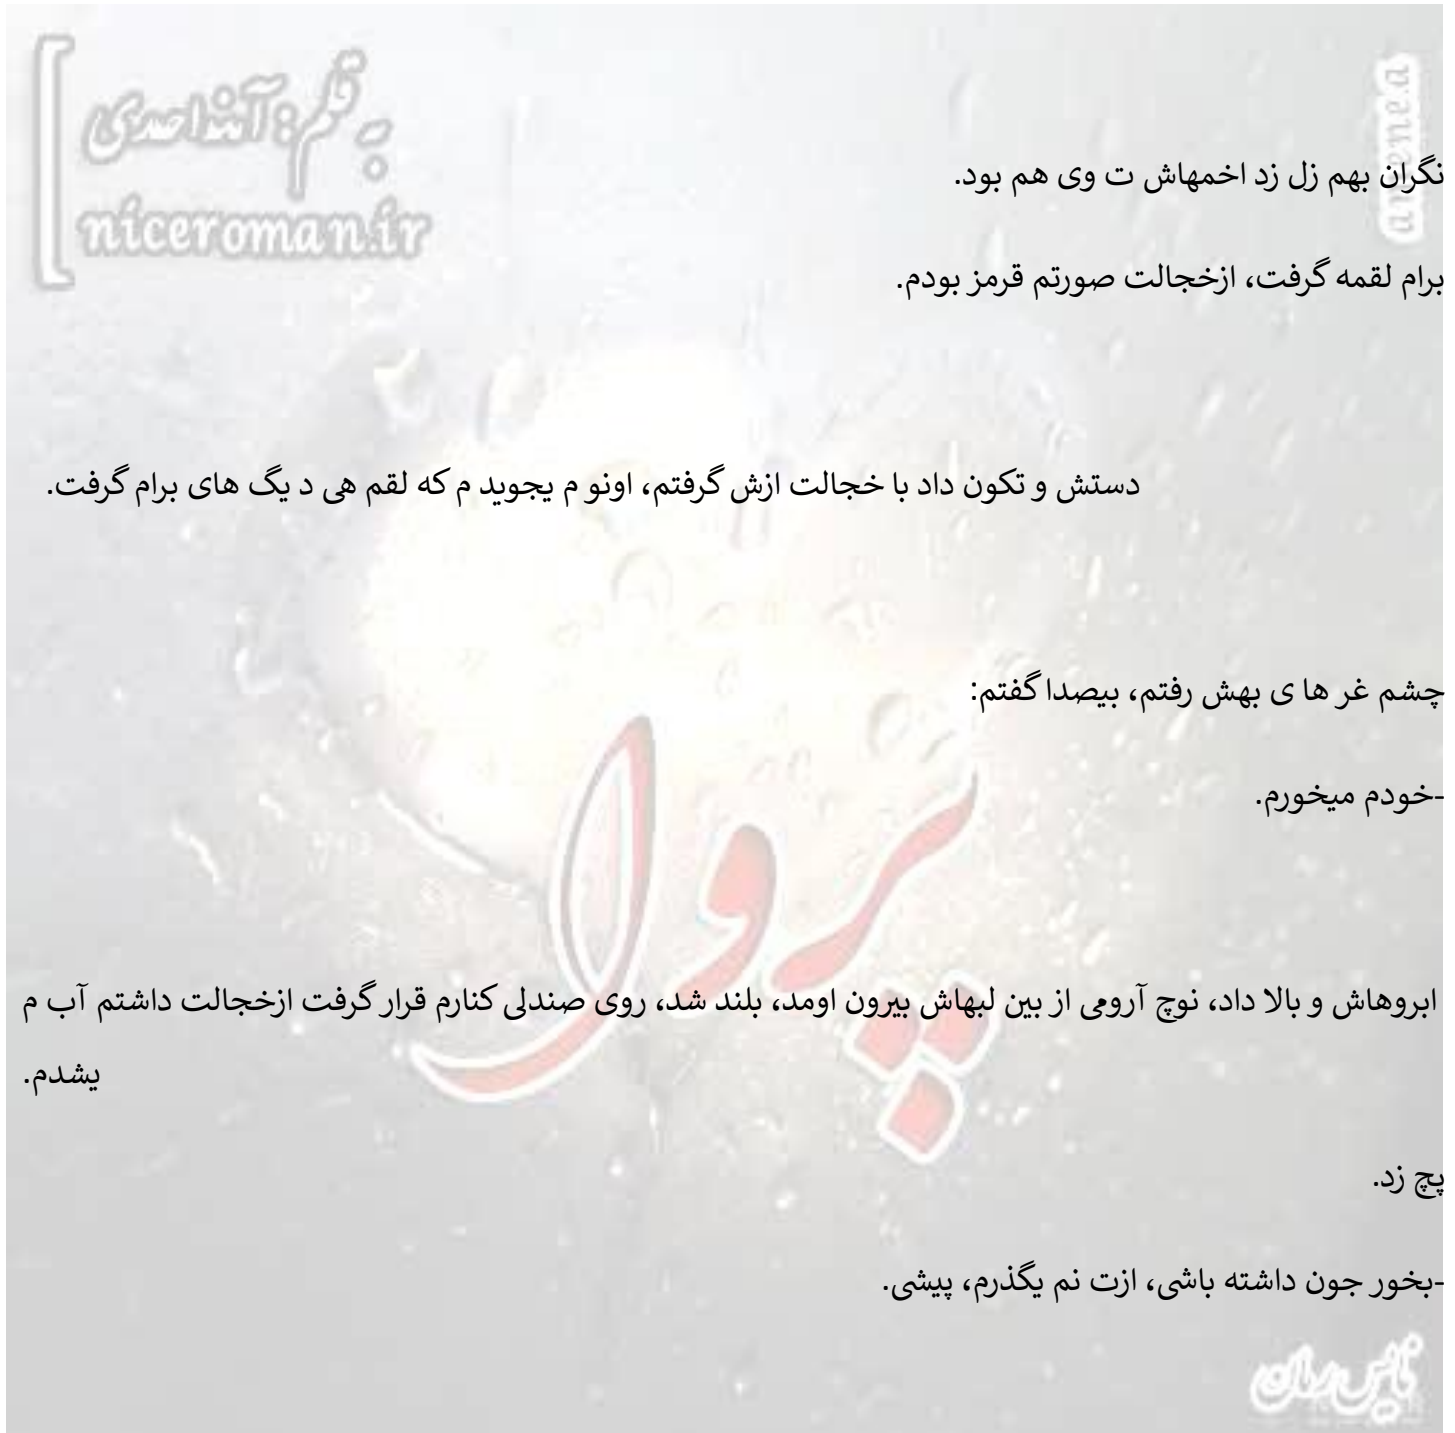 به قلم: آمنداحمدی
niceroman.ir
نگران بهم زل زد اخمهاش ت وی هم بود.
برام لقمه گرفت، ازخجالت صورتم قرمز بودم.
دستش و تکون داد با خجالت ازش گرفتم، اونو م یجوید م که لقم هی د یگ های برام گرفت.
چشم غر ها ی بهش رفتم، بیصدا گفتم:
-خودم میخورم.
پروا
ابروهاش و بالا داد، نوچ آرومی از بین لبهاش بیرون اومد، بلند شد، روی صندلی کنارم قرار گرفت ازخجالت داشتم آب م
یشدم.
پچ زد.
-بخور جون داشته باشی، ازت نم یگذرم، پیشی.
نایس رمان